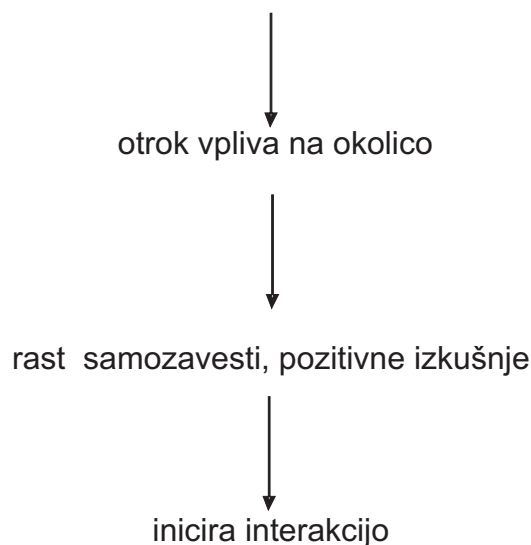 otrok vpliva na okolico
rast samozavesti, pozitivne izkušnje
inicira interakcijo